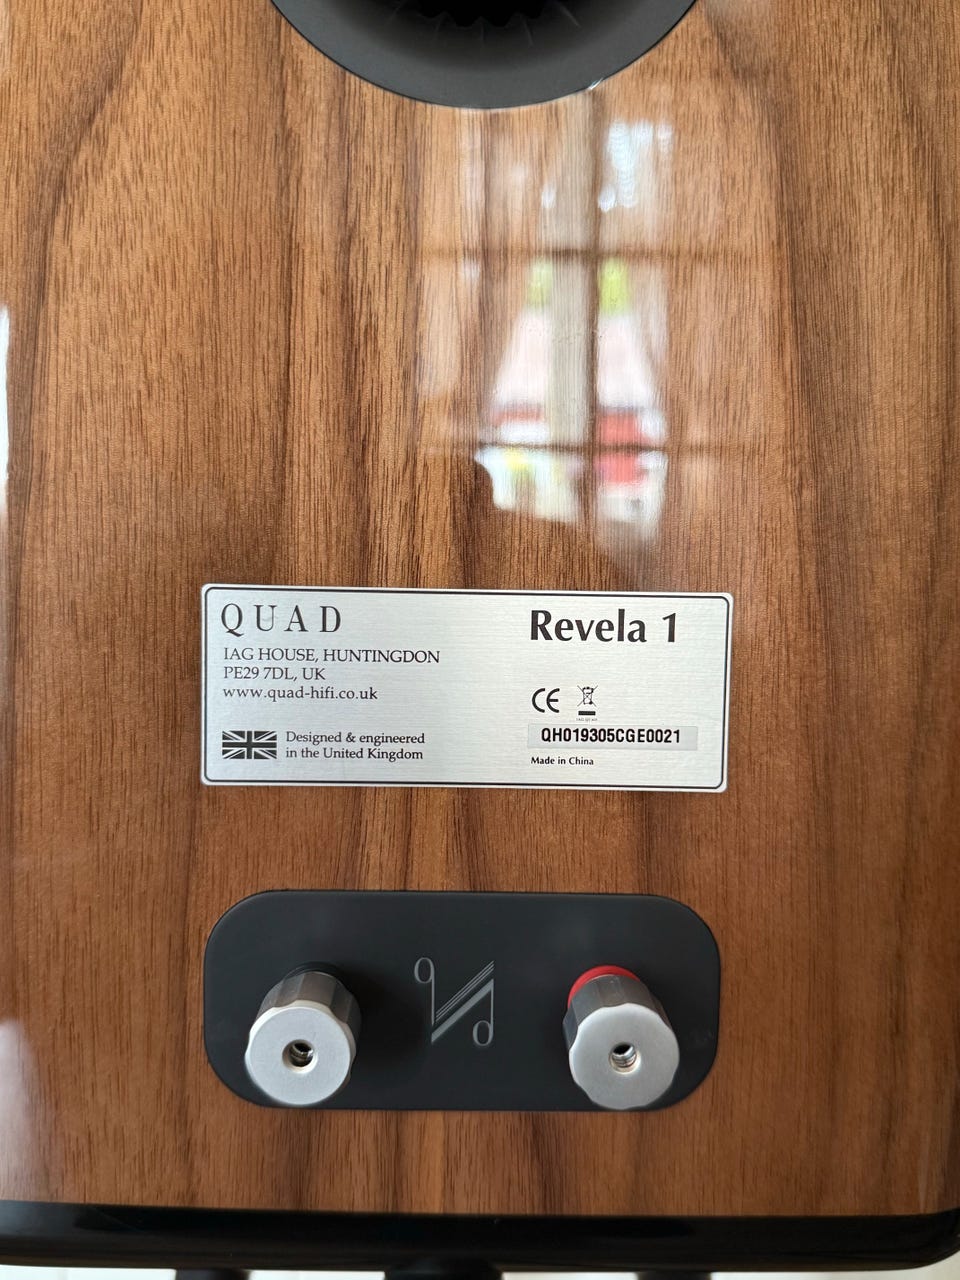 QUAD
IAG HOUSE, HUNTINGDON
PE29 7DL, UK
www.quad-hifi.co.uk
Designed & engineered
in the United Kingdom
Revela 1
CE
QH019305CGE0021
Made in China